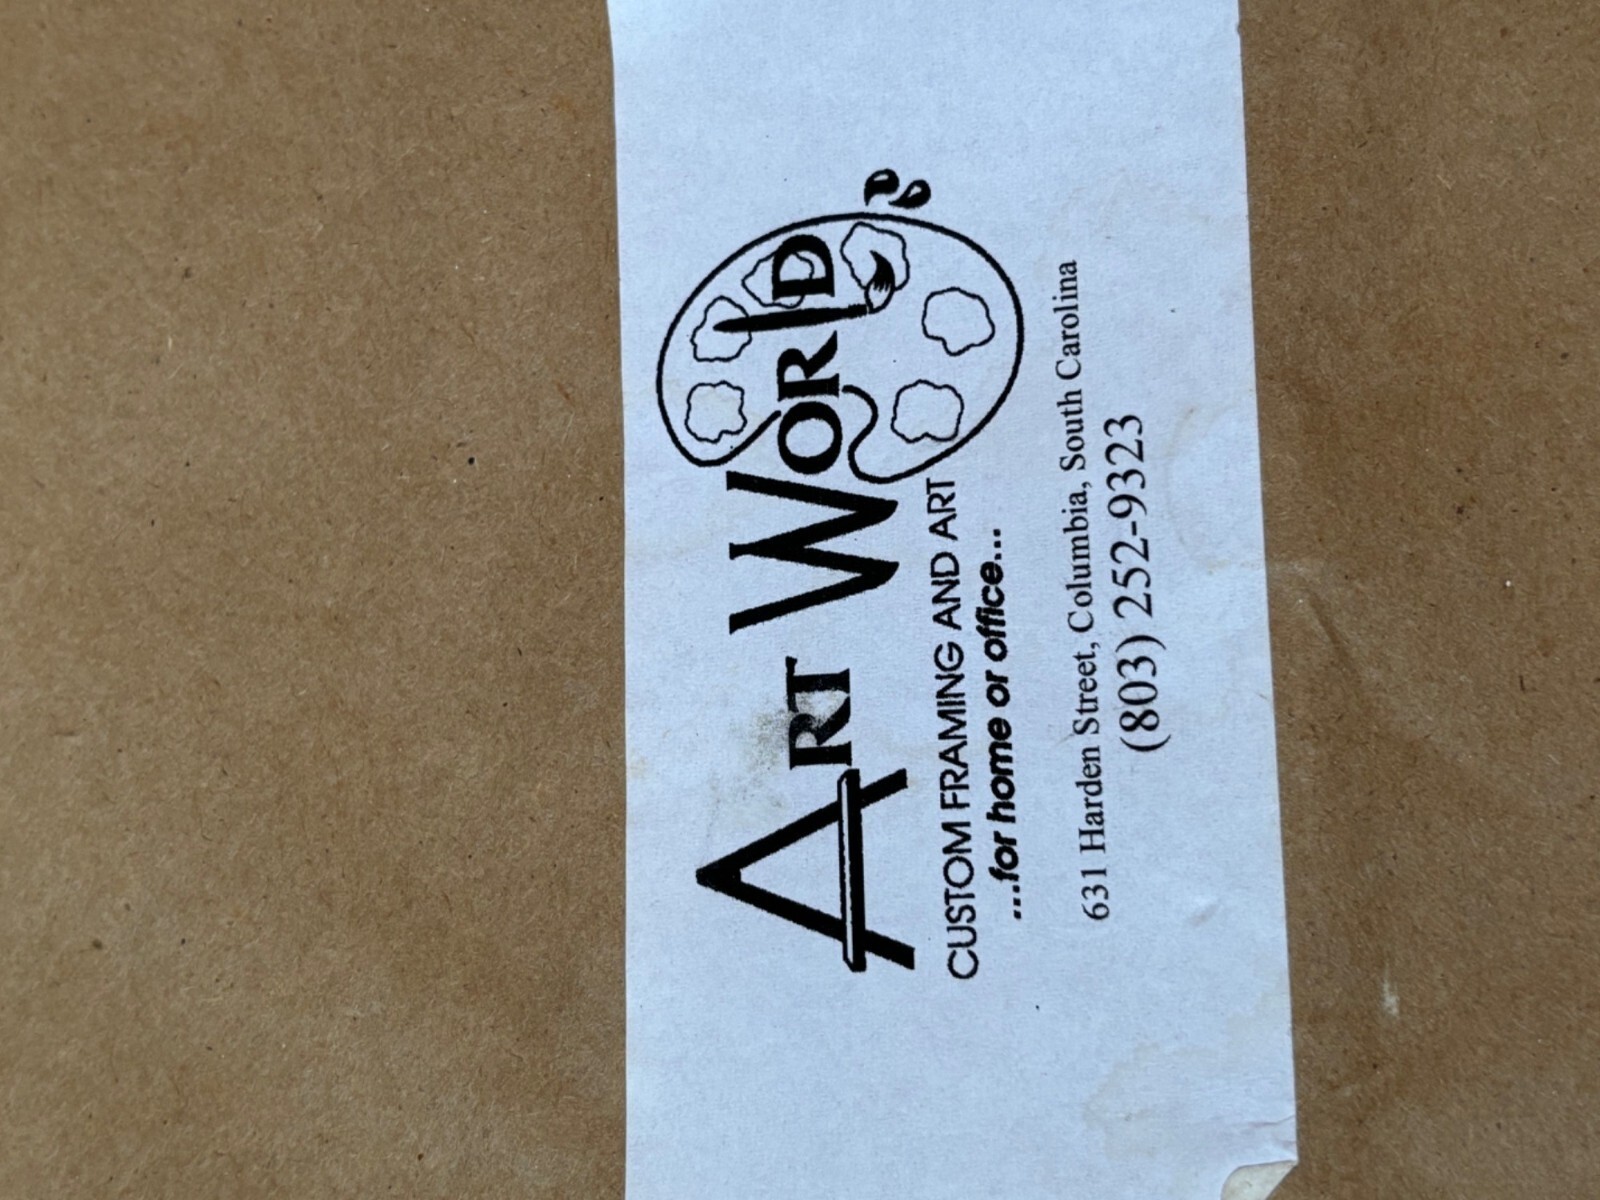 ART WORLD
CUSTOM FRAMING AND ART
...for home or office...
631 Harden Street, Columbia, South Carolina
(803) 252-9323